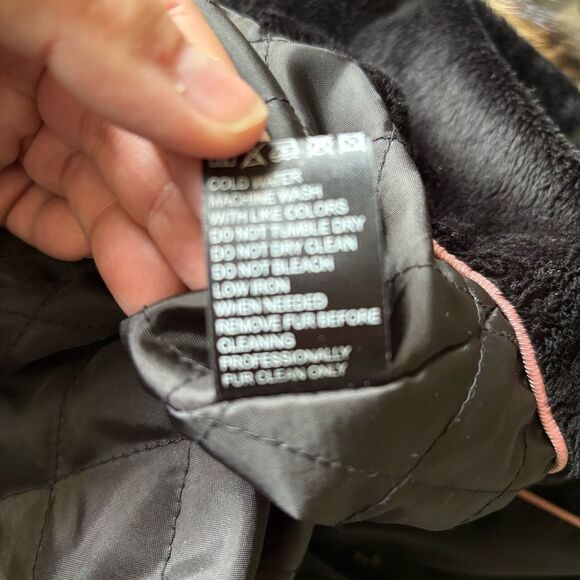 COLD WATER
MACHINE WASH
WITH LIKE COLORS
DO NOT TUMBLE DRY
DO NOT DRY CLEAN
DO NOT BLEACH
LOW IRON
WHEN NEEDED
REMOVE FUR BEFORE
CLEANING
PROFESSIONALLY
FUR CLEAN ONLY